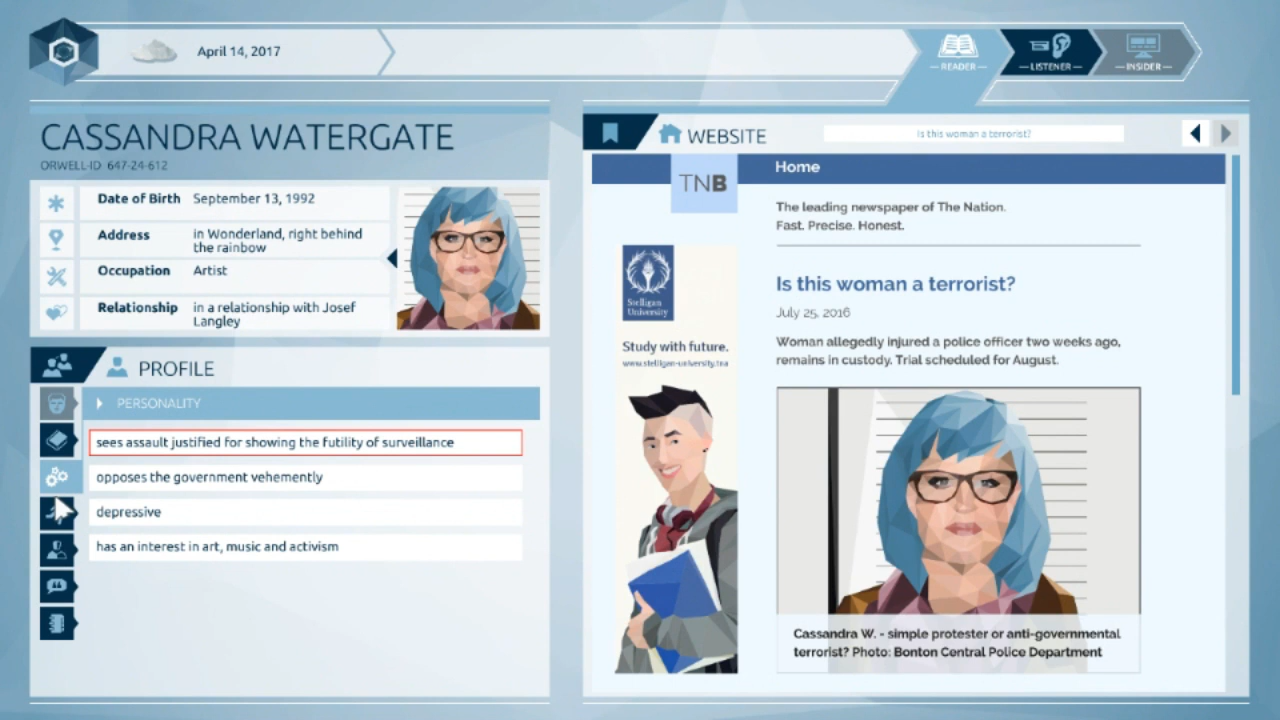 April 14, 2017
READER
LISTENER
INSIDER
CASSANDRA WATERGATE
ORWELL-ID 647-24-612
Date of Birth September 13, 1992
Address in Wonderland, right behind
the rainbow
Occupation Artist
Relationship in a relationship with Josef
Langley
PROFILE
PERSONALITY
sees assault justified for showing the futility of surveillance
opposes the government vehemently
depressive
has an interest in art, music and activism
WEBSITE
Is this woman a terrorist?
TNB
Home
The leading newspaper of The Nation.
Fast. Precise. Honest.
Stelligan
University
Study with future.
www.stelligan-university.tna
Is this woman a terrorist?
July 25, 2016
Woman allegedly injured a police officer two weeks ago,
remains in custody. Trial scheduled for August.
Cassandra W. - simple protester or anti-governmental
terrorist? Photo: Bonton Central Police Department